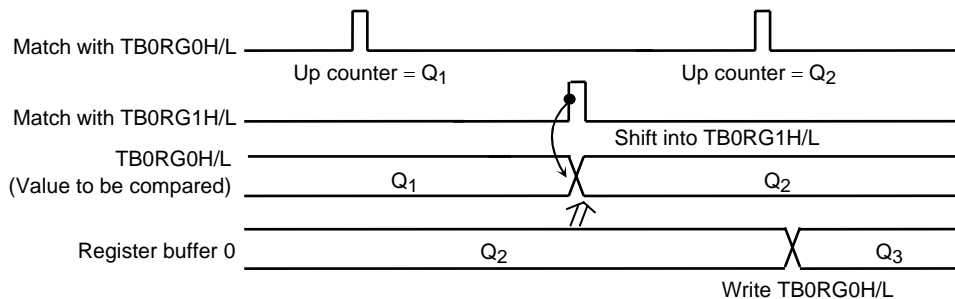 Match with TB0RG0H/L
Up counter = Q1
Up counter = Q2
Match with TB0RG1H/L
Shift into TB0RG1H/L
TB0RG0H/L
(Value to be compared)
Q1
Q2
Register buffer 0
Q2
Q3
Write TB0RG0H/L